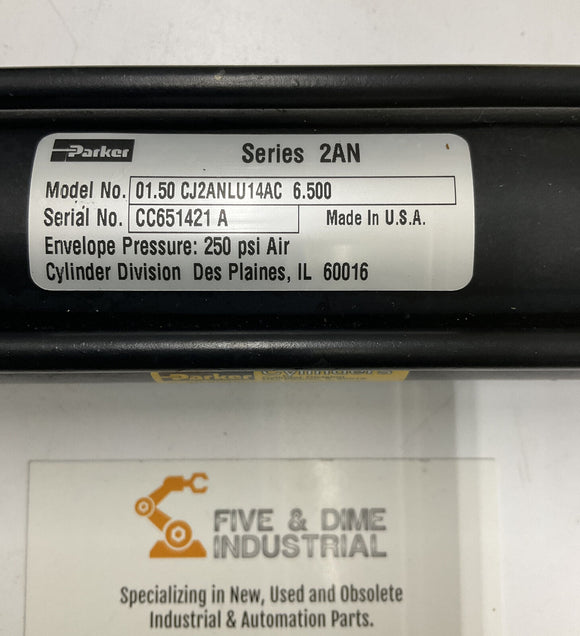 Parker Series 2AN
Model No. 01.50 CJ2ANLU14AC 6.500
Serial No. CC651421 A Made In U.S.A.
Envelope Pressure: 250 psi Air
Cylinder Division Des Plaines, IL 60016
Parker
FIVE & DIME
INDUSTRIAL
Specializing in New, Used and Obsolete
Industrial & Automation Parts.